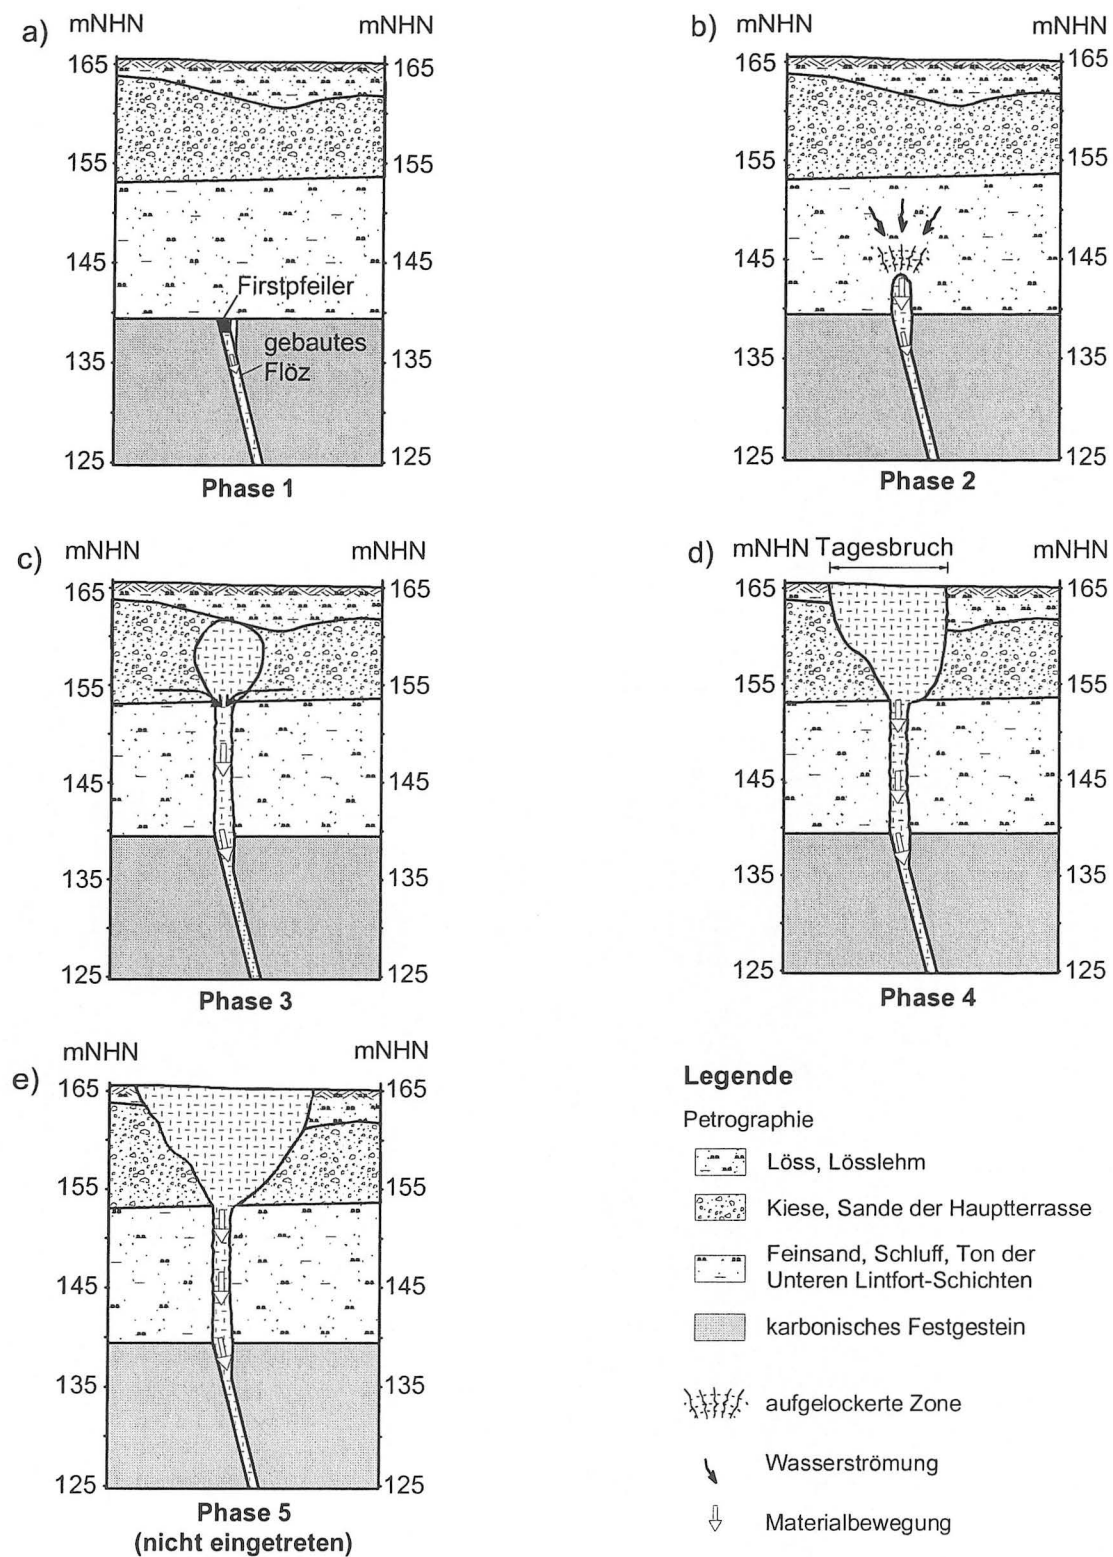 a)
mNHN mNHN
165 165
155 155
145 145
Firstpfeiler
gebautes
Flöz
135 135
125 125
Phase 1
b)
mNHN mNHN
165 165
155 155
145 145
135 135
125 125
Phase 2
c)
mNHN mNHN
165 165
155 155
145 145
135 135
125 125
Phase 3
d)
mNHN Tagesbruch mNHN
165 165
155 155
145 145
135 135
125 125
Phase 4
e)
mNHN mNHN
165 165
155 155
145 145
135 135
125 125
Phase 5
(nicht eingetreten)
Legende
Petrographie
Löss, Lösslehm
Kiese, Sande der Hauptterrasse
Feinsand, Schluff, Ton der
Unteren Lintfort-Schichten
karbonisches Festgestein
aufgelockerte Zone
Wasserströmung
Materialbewegung